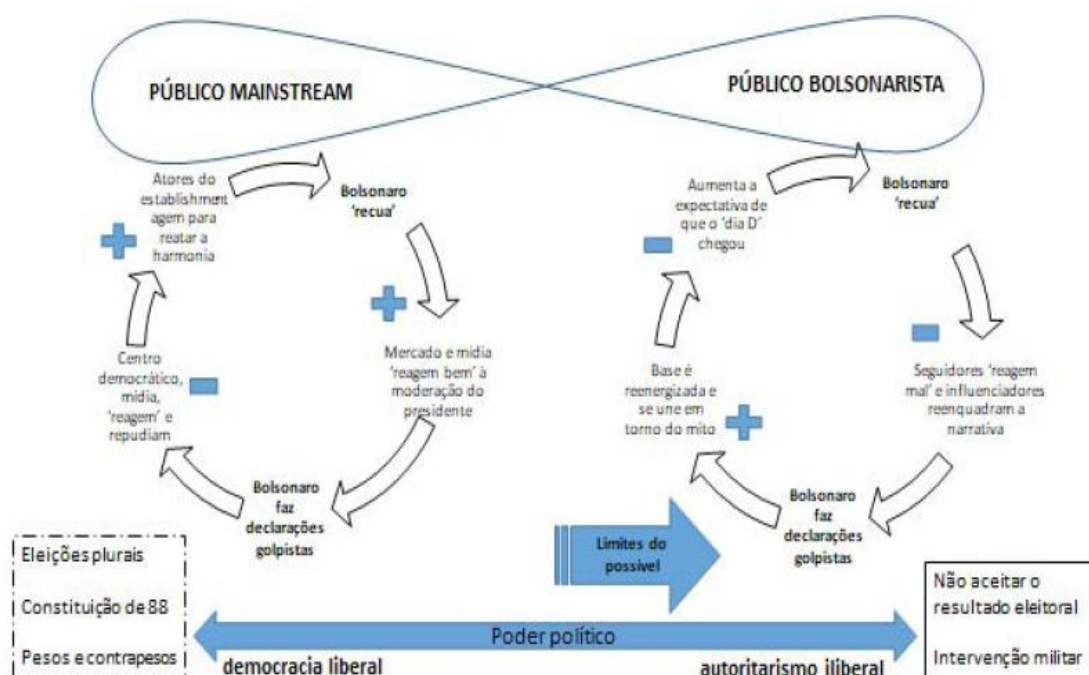 PÚBLICO MAINSTREAM
PÚBLICO BOLSONARISTA
Atores do
establishment
agem para
reatar a
harmonia
Bolsonaro
‘recua’
Mercado e mídia
‘reagem bem’ à
moderação do
presidente
Bolsonaro
faz
declarações
golpistas
Centro
democrático,
mídia,
‘reagem’ e
repudiam
Aumenta a
expectativa de
que o ‘dia D’
chegou
Bolsonaro
‘recua’
Seguidores ‘reagem
mal’ e influenciadores
reenquadram a
narrativa
Bolsonaro
faz
declarações
golpistas
Base é
reenergizada e
se une em
torno do mito
Limites do
possível
Eleições plurais
Constituição de 88
Pesos e contrapesos
Poder político
democracia liberal
autoritarismo iliberal
Não aceitar o
resultado eleitoral
Intervenção militar